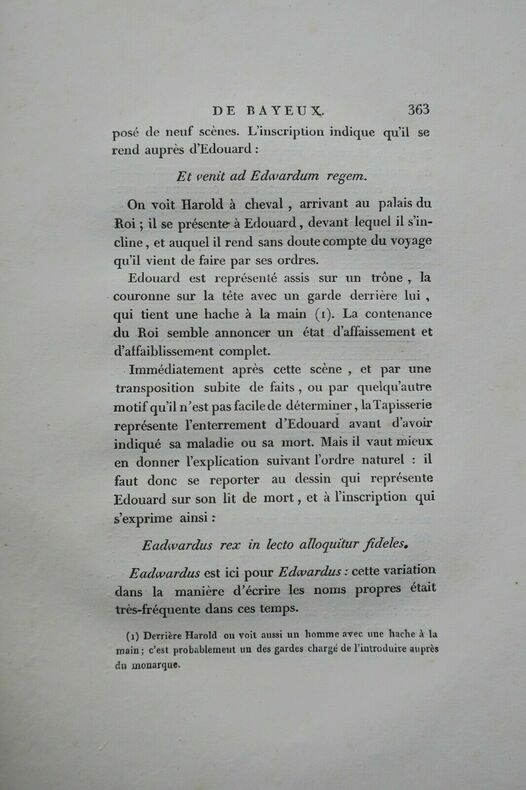 DE BAYEUX. 363
posé de neuf scènes. L'inscription indique qu'il se
rend auprès d'Edouard :
Et venit ad Edwardum regem.
On voit Harold à cheval , arrivant au palais du
Roi ; il se présente à Edouard , devant lequel il s'in-
cline , et auquel il rend sans doute compte du voyage
qu'il vient de faire par ses ordres.
Edouard est représenté assis sur un trône , la
couronne sur la tête avec un garde derrière lui ,
qui tient une hache à la main (1). La contenance
du Roi semble annoncer un état d'affaissement et
d'affaiblissement complet.
Immédiatement après cette scène , et par une
transposition subite de faits , ou par quelqu'autre
motif qu'il n'est pas facile de déterminer , la Tapisserie
représente l'enterrement d'Edouard avant d'avoir
indiqué sa maladie ou sa mort. Mais il vaut mieux
en donner l'explication suivant l'ordre naturel : il
faut donc se reporter au dessin qui représente
Edouard sur son lit de mort , et à l'inscription qui
s'exprime ainsi :
Eadwardus rex in lecto alloquitur fideles.
Eadwardus est ici pour Edwardus : cette variation
dans la manière d'écrire les noms propres était
très-fréquente dans ces temps.
(1) Derrière Harold on voit aussi un homme avec une hache à la
main ; c'est probablement un des gardes chargé de l'introduire auprès
du monarque.